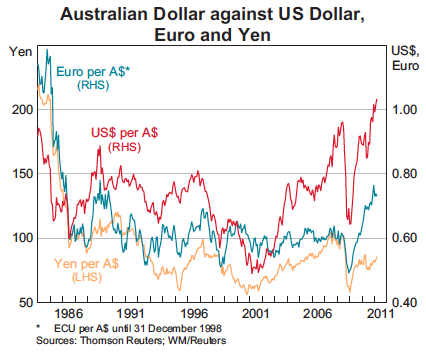 Australian Dollar against US Dollar,
Euro and Yen
Yen
US$,
Euro
Euro per A$*
(RHS)
US$ per A$
(RHS)
Yen per A$
(LHS)
200
150
100
50
1.00
0.80
0.60
0.40
1986
1991
1996
2001
2006
2011
* ECU per A$ until 31 December 1998
Sources: Thomson Reuters; WM/Reuters